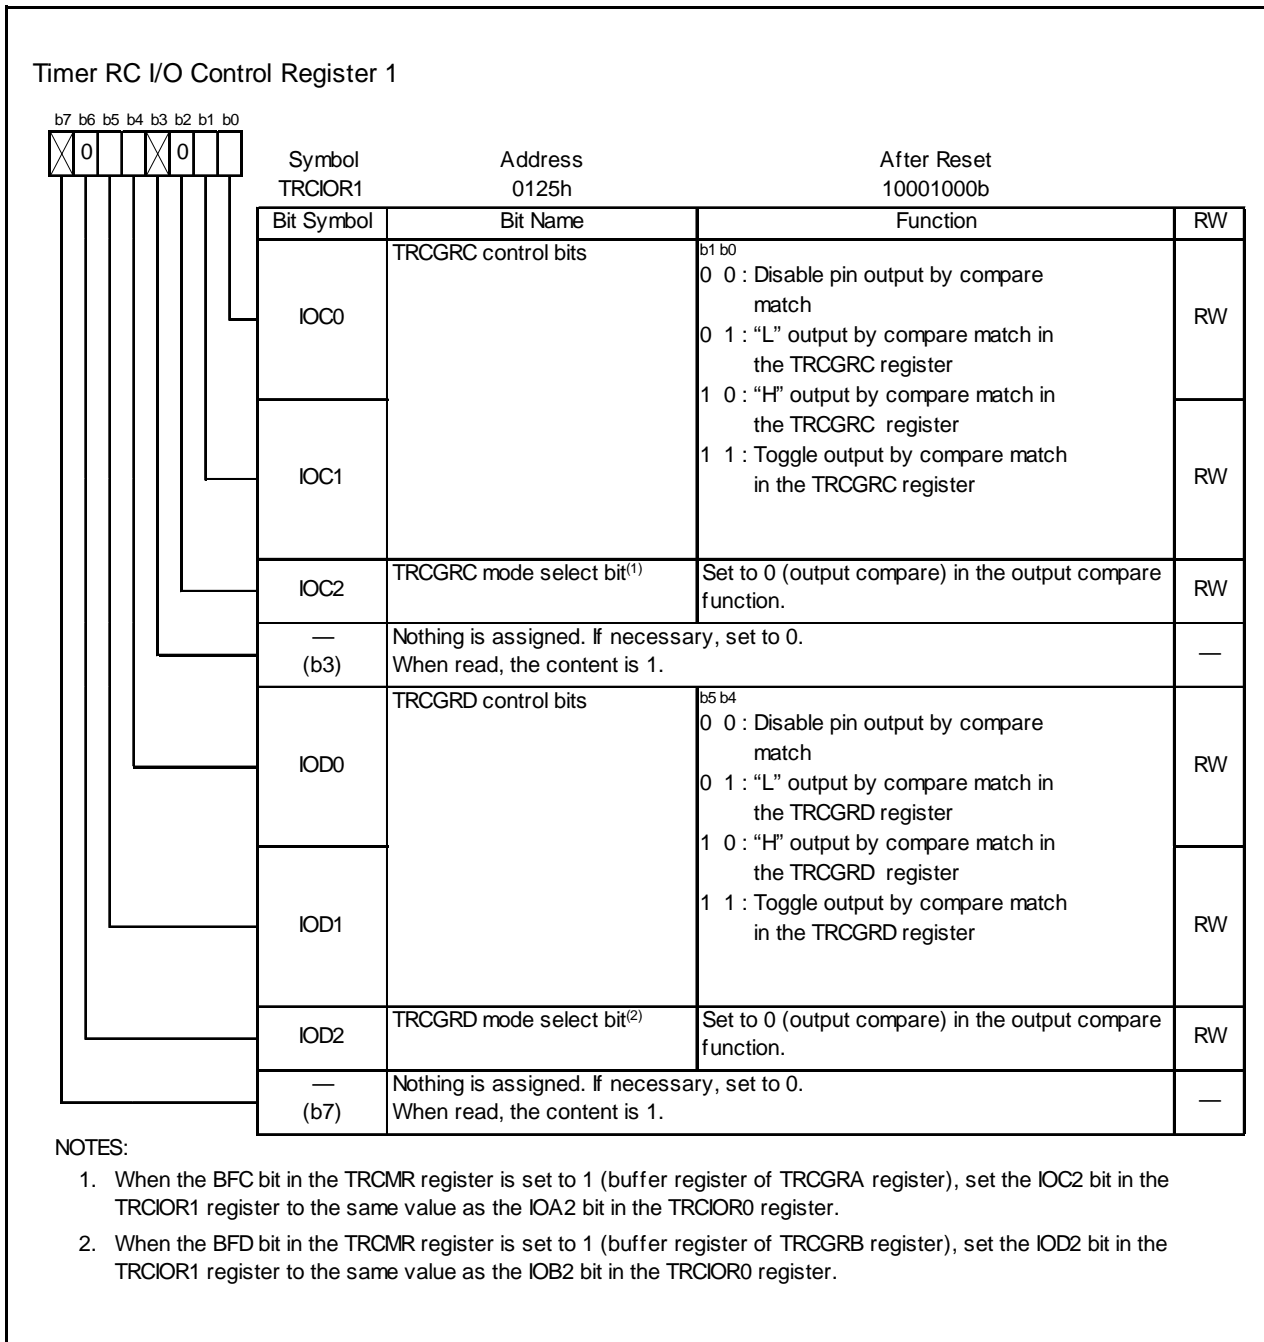 Timer RC I/O Control Register 1
b7 b6 b5 b4 b3 b2 b1 b0
0 0
Symbol Address After Reset
TRCIOR1 0125h 10001000b
Bit Symbol Bit Name Function RW
IOC0
TRCGRC control bits
b1 b0
0 0 : Disable pin output by compare
match
0 1 : “L” output by compare match in
the TRCGRC register
1 0 : “H” output by compare match in
the TRCGRC register
1 1 : Toggle output by compare match
in the TRCGRC register
RW
IOC1
RW
IOC2
TRCGRC mode select bit(1)
Set to 0 (output compare) in the output compare
function.
RW
—
(b3)
Nothing is assigned. If necessary, set to 0.
When read, the content is 1.
—
IOD0
TRCGRD control bits
b5 b4
0 0 : Disable pin output by compare
match
0 1 : “L” output by compare match in
the TRCGRD register
1 0 : “H” output by compare match in
the TRCGRD register
1 1 : Toggle output by compare match
in the TRCGRD register
RW
IOD1
RW
IOD2
TRCGRD mode select bit(2)
Set to 0 (output compare) in the output compare
function.
RW
—
(b7)
Nothing is assigned. If necessary, set to 0.
When read, the content is 1.
—
NOTES:
1. When the BFC bit in the TRCMR register is set to 1 (buffer register of TRCGRA register), set the IOC2 bit in the
TRCIOR1 register to the same value as the IOA2 bit in the TRCIOR0 register.
2. When the BFD bit in the TRCMR register is set to 1 (buffer register of TRCGRB register), set the IOD2 bit in the
TRCIOR1 register to the same value as the IOB2 bit in the TRCIOR0 register.